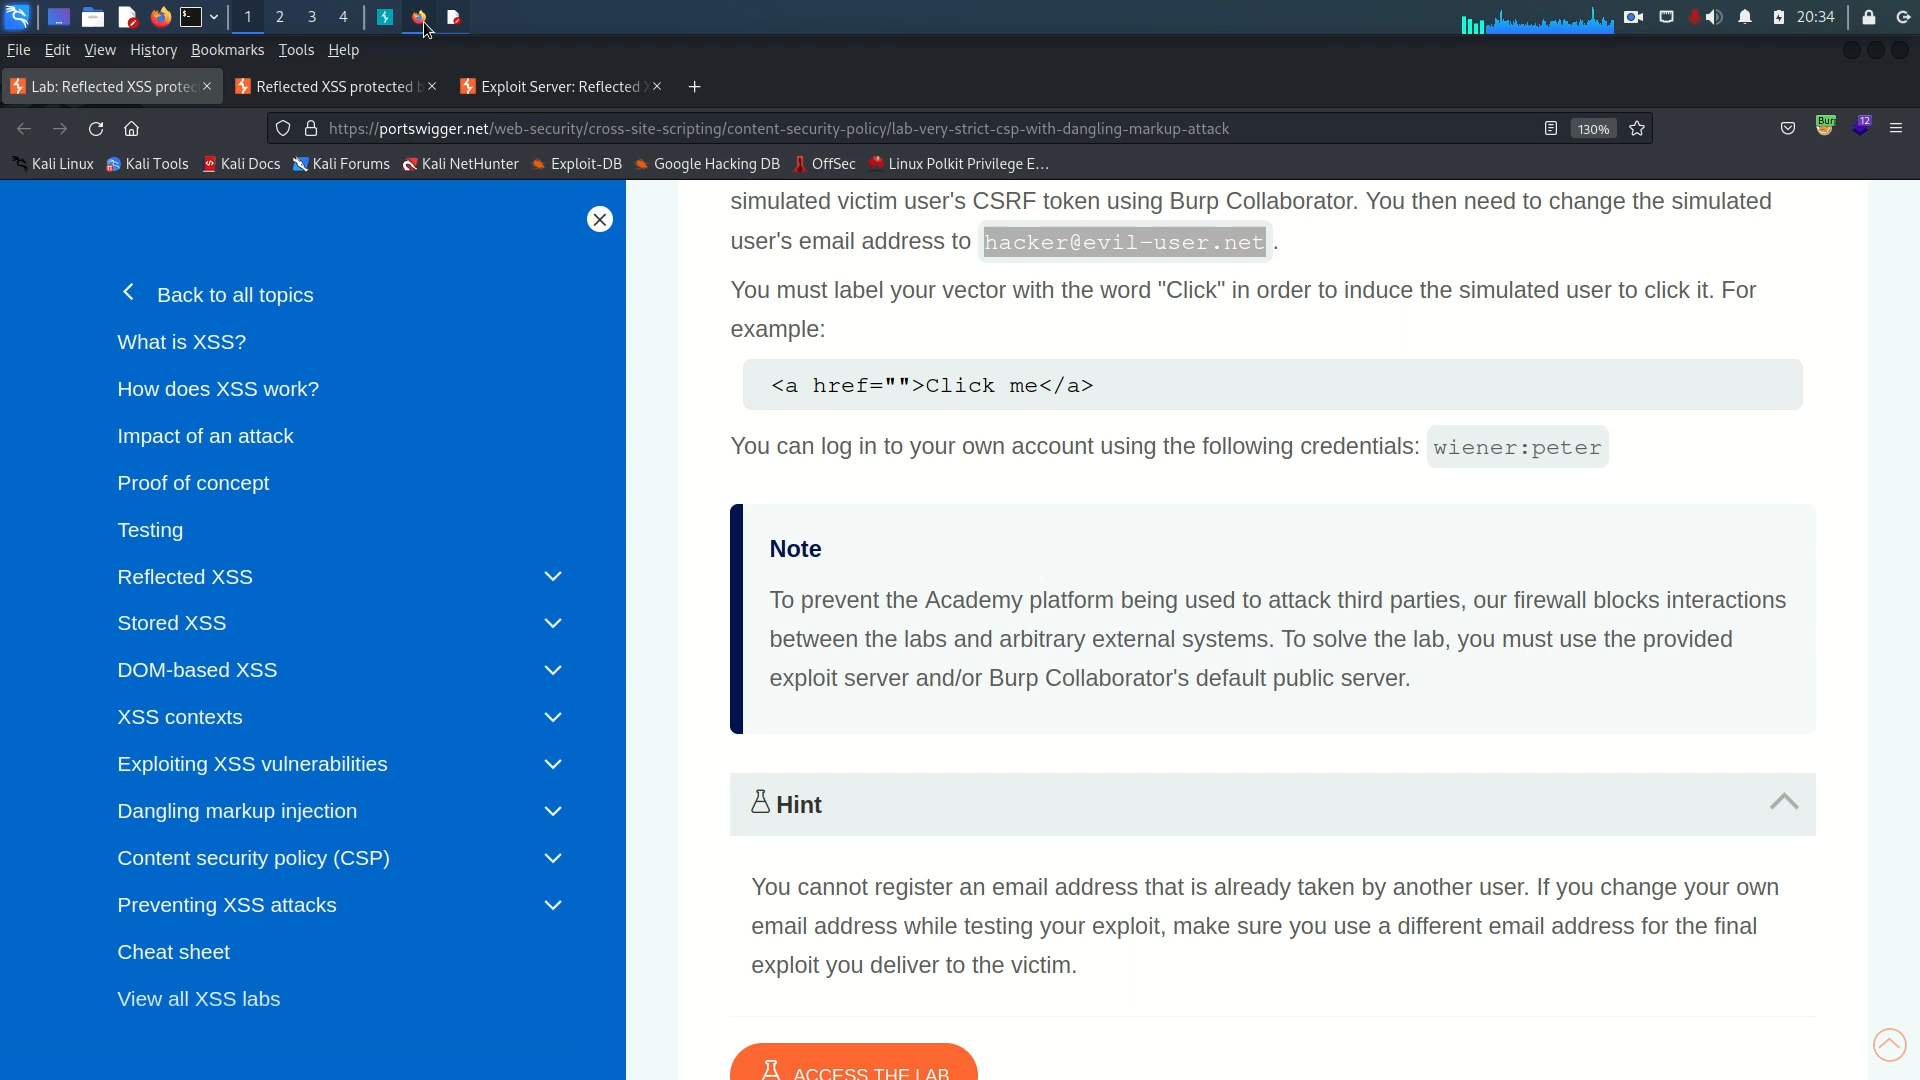 1 2 3 4 20:34
File Edit View History Bookmarks Tools Help
Lab: Reflected XSS protec Reflected XSS protected b Exploit Server: Reflected X
https://portswigger.net/web-security/cross-site-scripting/content-security-policy/lab-very-strict-csp-with-dangling-markup-attack 130% Bur 12
Kali Linux Kali Tools Kali Docs Kali Forums Kali NetHunter Exploit-DB Google Hacking DB OffSec Linux Polkit Privilege E...
Back to all topics
What is XSS?
How does XSS work?
Impact of an attack
Proof of concept
Testing
Reflected XSS
Stored XSS
DOM-based XSS
XSS contexts
Exploiting XSS vulnerabilities
Dangling markup injection
Content security policy (CSP)
Preventing XSS attacks
Cheat sheet
View all XSS labs
simulated victim user's CSRF token using Burp Collaborator. You then need to change the simulated
user's email address to hacker@evil-user.net.
You must label your vector with the word "Click" in order to induce the simulated user to click it. For
example:
<a href="">Click me</a>
You can log in to your own account using the following credentials: wiener:peter
Note
To prevent the Academy platform being used to attack third parties, our firewall blocks interactions
between the labs and arbitrary external systems. To solve the lab, you must use the provided
exploit server and/or Burp Collaborator's default public server.
Hint
You cannot register an email address that is already taken by another user. If you change your own
email address while testing your exploit, make sure you use a different email address for the final
exploit you deliver to the victim.
ACCESS THE LAB